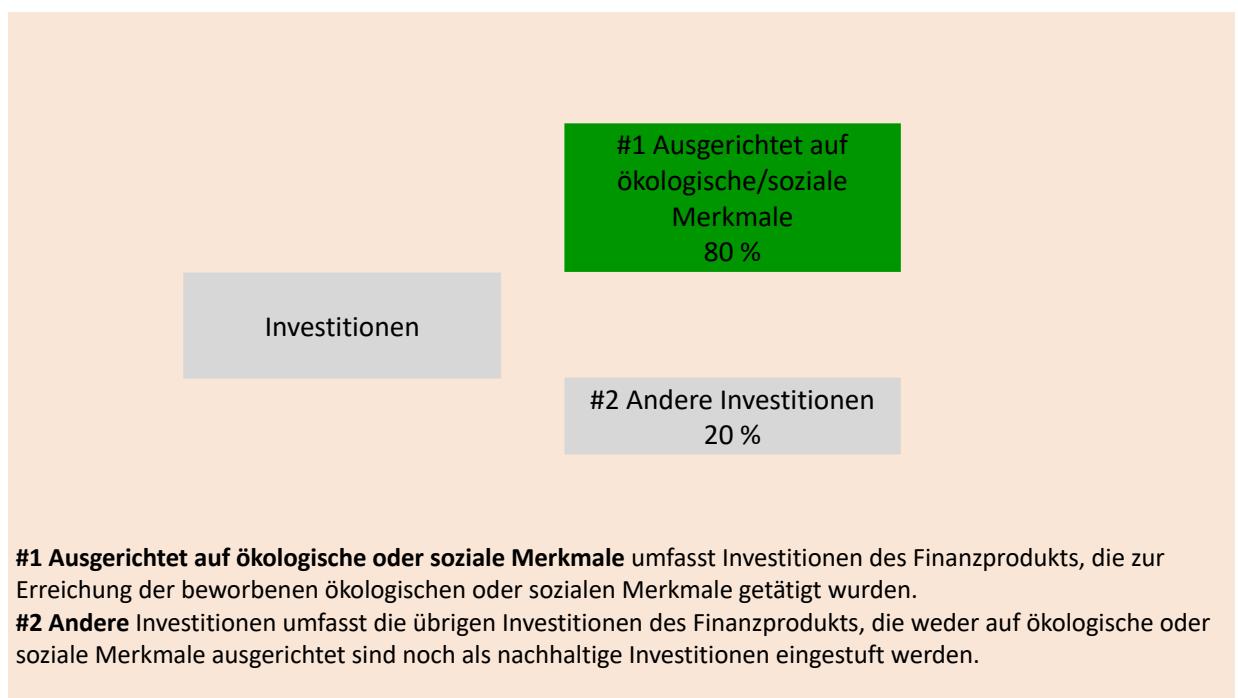 #1 Ausgerichtet auf
ökologische/soziale
Merkmale
80 %
Investitionen
#2 Andere Investitionen
20 %
#1 Ausgerichtet auf ökologische oder soziale Merkmale umfasst Investitionen des Finanzprodukts, die zur
Erreichung der beworbenen ökologischen oder sozialen Merkmale getätigt wurden.
#2 Andere Investitionen umfasst die übrigen Investitionen des Finanzprodukts, die weder auf ökologische oder
soziale Merkmale ausgerichtet sind noch als nachhaltige Investitionen eingestuft werden.